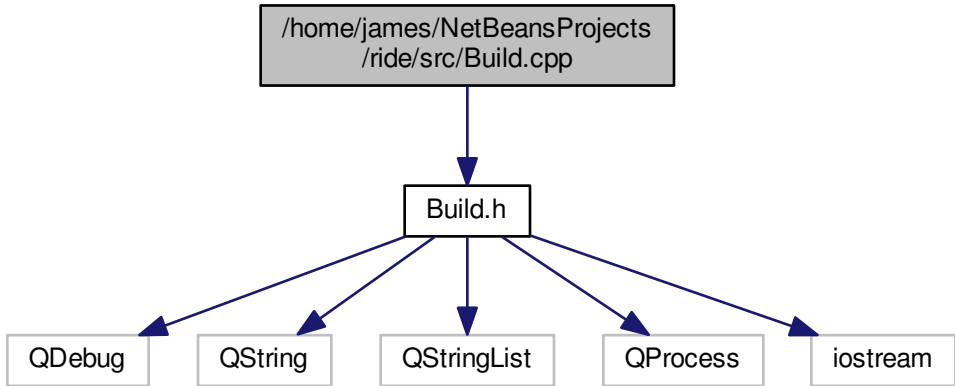 /home/james/NetBeansProjects
/ride/src/Build.cpp
Build.h
QDebug
QString
QStringList
QProcess
iostream